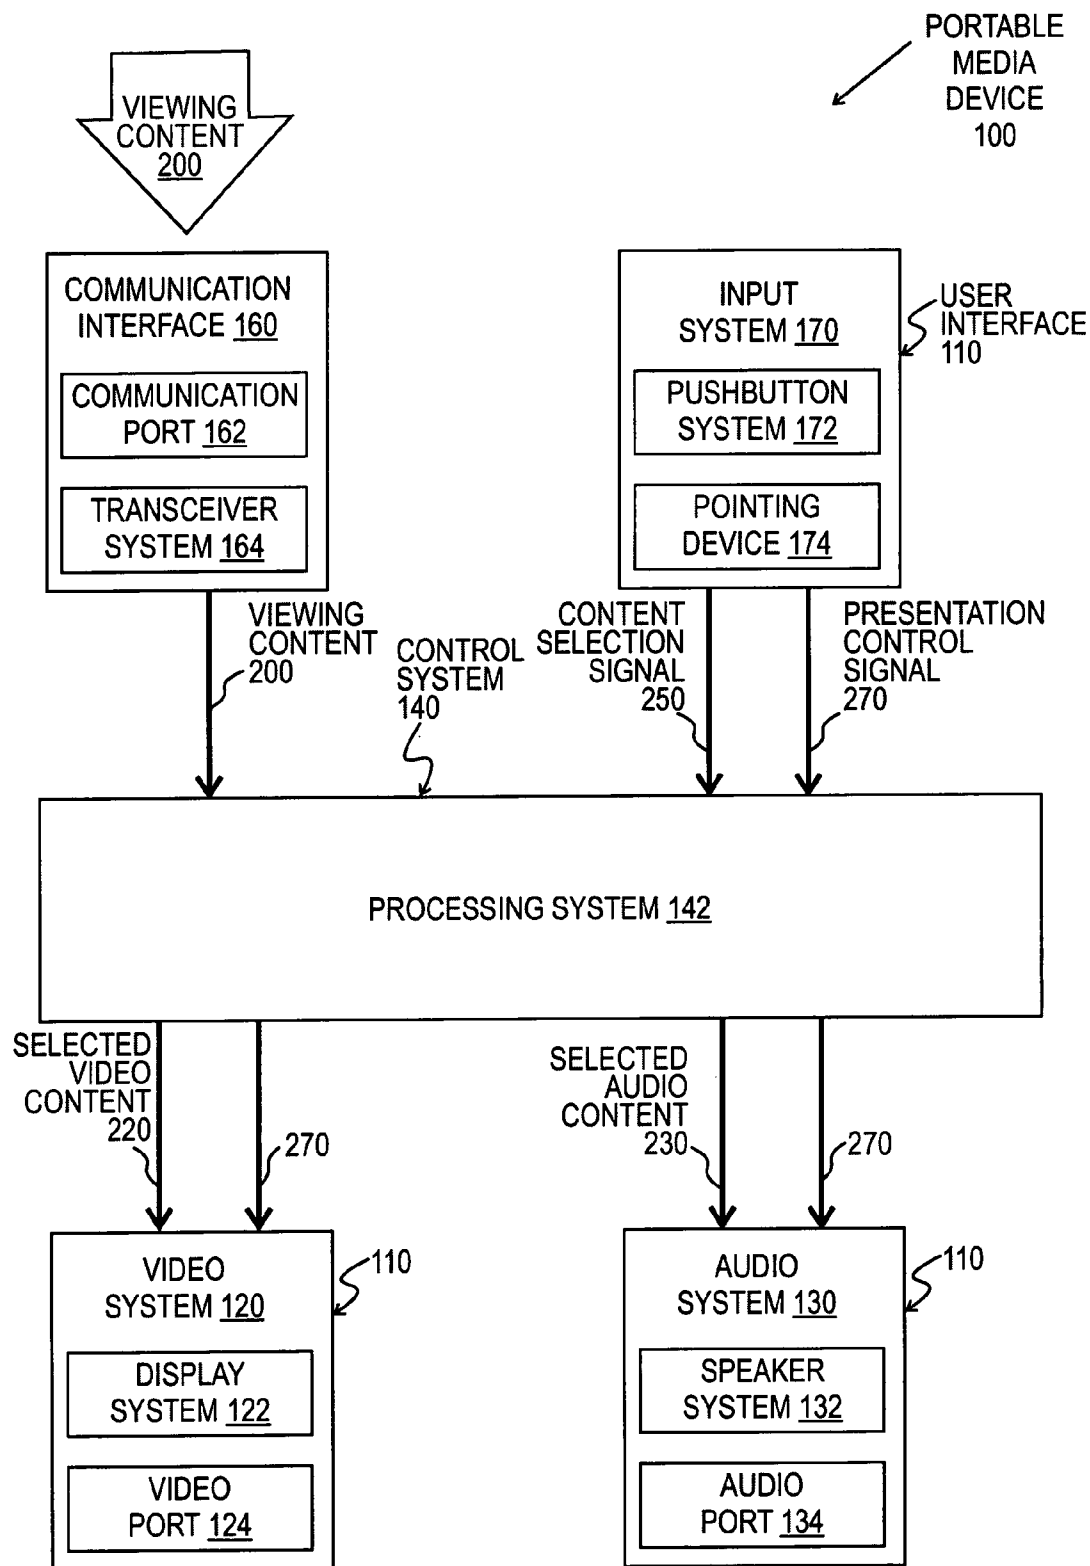 PORTABLE
MEDIA
DEVICE
100
VIEWING
CONTENT
200
COMMUNICATION
INTERFACE 160
COMMUNICATION
PORT 162
TRANSCEIVER
SYSTEM 164
INPUT
SYSTEM 170
PUSHBUTTON
SYSTEM 172
POINTING
DEVICE 174
USER
INTERFACE
110
VIEWING
CONTENT
200
CONTROL
SYSTEM
140
CONTENT
SELECTION
SIGNAL
250
PRESENTATION
CONTROL
SIGNAL
270
PROCESSING SYSTEM 142
SELECTED
VIDEO
CONTENT
220
270
SELECTED
AUDIO
CONTENT
230
270
VIDEO
SYSTEM 120
DISPLAY
SYSTEM 122
VIDEO
PORT 124
110
AUDIO
SYSTEM 130
SPEAKER
SYSTEM 132
AUDIO
PORT 134
110